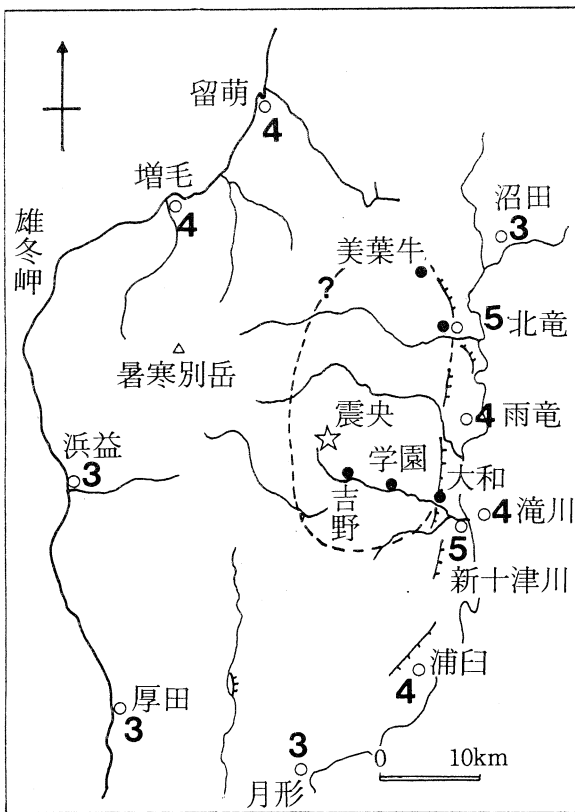 留萌
4
増毛
4
雄冬岬
沼田
3
美葉牛
?
5 北竜
暑寒別岳
震央
4 雨竜
浜益
3
学園
大和
吉野
4 滝川
5
新十津川
浦臼
4
厚田
3
3
月形
0 10km